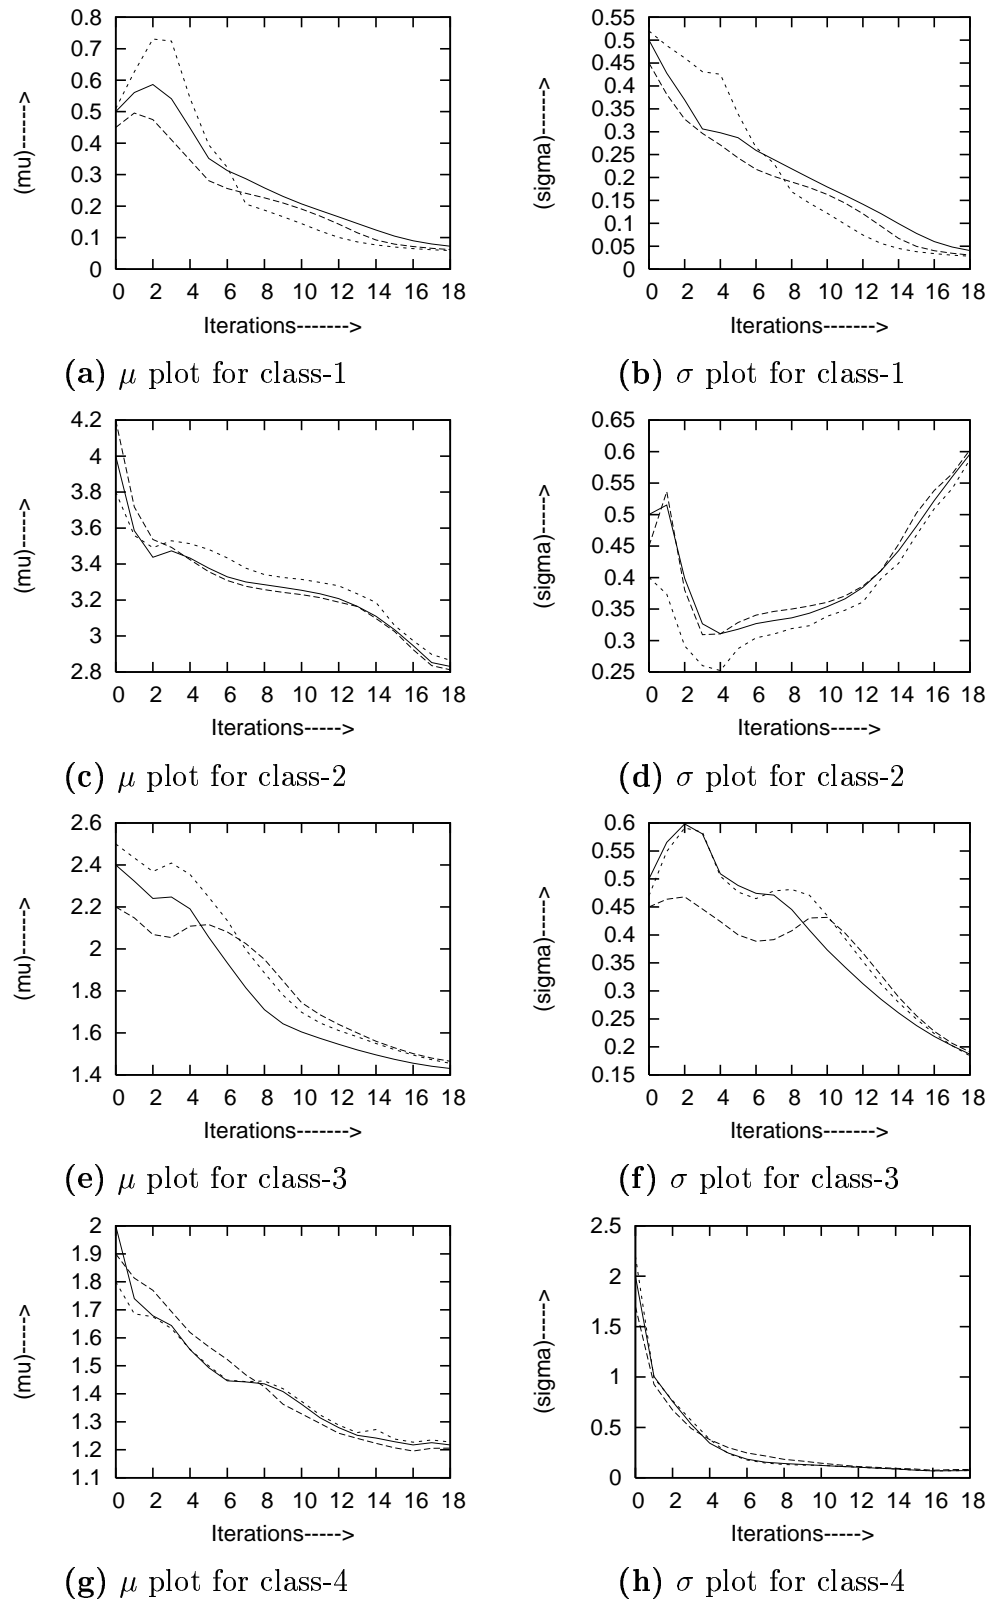 0.8
0.7
0.6
0.5
0.4
0.3
0.2
0.1
0
(mu)------->
0 2 4 6 8 10 12 14 16 18
Iterations------->
(a) μ plot for class-1
0.55
0.5
0.45
0.4
0.35
0.3
0.25
0.2
0.15
0.1
0.05
0
(sigma)------>
0 2 4 6 8 10 12 14 16 18
Iterations------->
(b) σ plot for class-1
4.2
4
3.8
3.6
3.4
3.2
3
2.8
(mu)----->
0 2 4 6 8 10 12 14 16 18
Iterations----->
(c) μ plot for class-2
0.65
0.6
0.55
0.5
0.45
0.4
0.35
0.3
0.25
(sigma)----->
0 2 4 6 8 10 12 14 16 18
Iterations----->
(d) σ plot for class-2
2.6
2.4
2.2
2
1.8
1.6
1.4
(mu)----->
0 2 4 6 8 10 12 14 16 18
Iterations------->
(e) μ plot for class-3
0.6
0.55
0.5
0.45
0.4
0.35
0.3
0.25
0.2
0.15
(sigma)----->
0 2 4 6 8 10 12 14 16 18
Iterations------->
(f) σ plot for class-3
2
1.9
1.8
1.7
1.6
1.5
1.4
1.3
1.2
1.1
(mu)----->
0 2 4 6 8 10 12 14 16 18
Iterations----->
(g) μ plot for class-4
2.5
2
1.5
1
0.5
0
(sigma)----->
0 2 4 6 8 10 12 14 16 18
Iterations----->
(h) σ plot for class-4